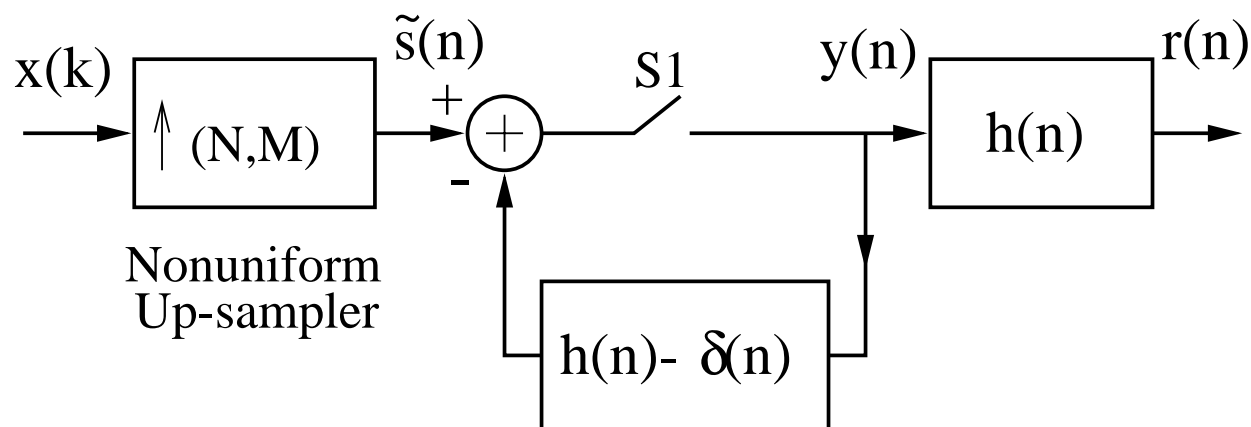 x(k)
↑ (N,M)
s̃(n)
+
+
-
S1
y(n)
h(n)
r(n)
Nonuniform
Up-sampler
h(n)- δ(n)